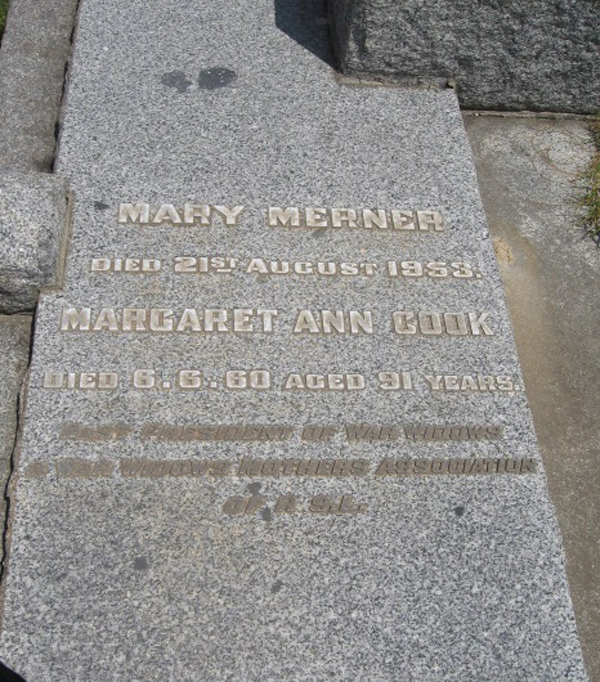 MARY MERNER
DIED 21ST AUGUST 1953.
MARGARET ANN COOK
DIED 6.6.60 AGED 91 YEARS.
PAST PRESIDENT OF WAR WIDOWS
& WAR WIDOWS MOTHERS ASSOCIATION
OF R.S.L.